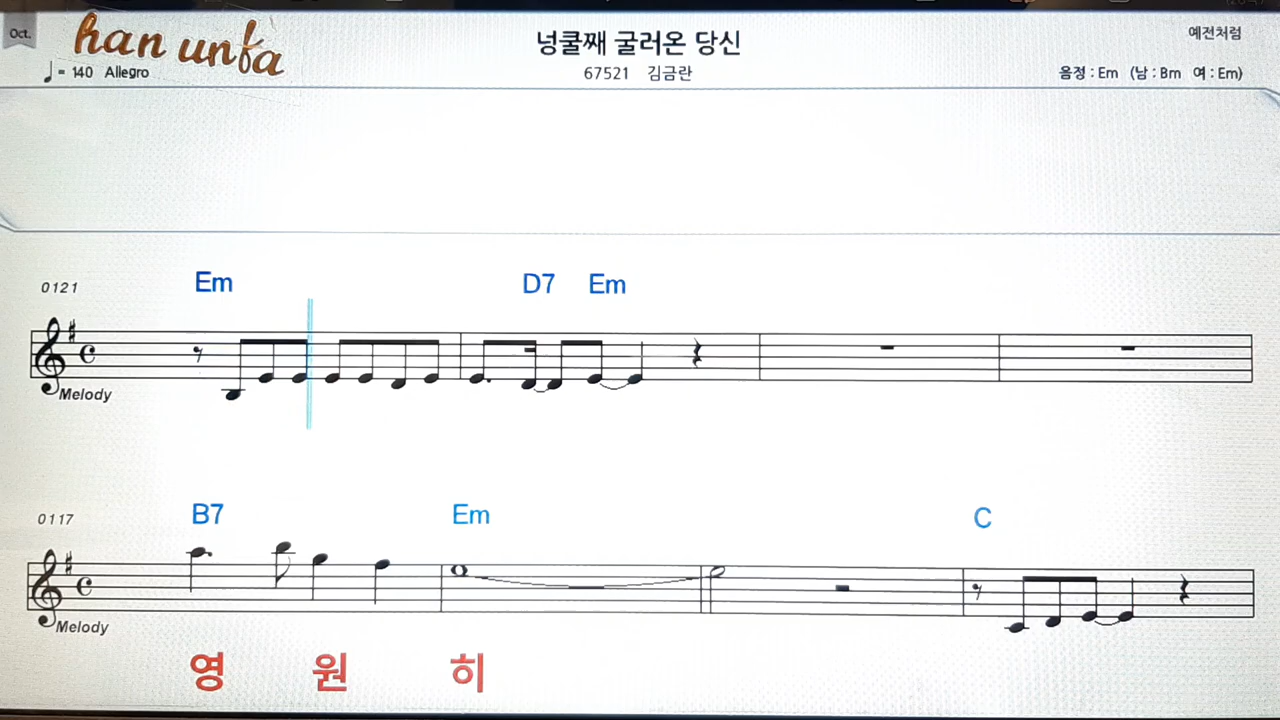 Oct.
han unfa
예전처럼
넝쿨째 굴러온 당신
♩ = 140 Allegro
67521 김금란
음정 : Em (남 : Bm 여 : Em)
0121
Em
D7
Em
Melody
0117
B7
Em
C
Melody
영 원 히